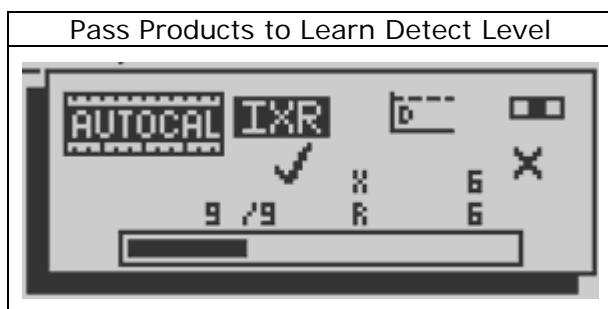 Pass Products to Learn Detect Level
AUTOCAL IXR D
X 6
9 /9 R 6